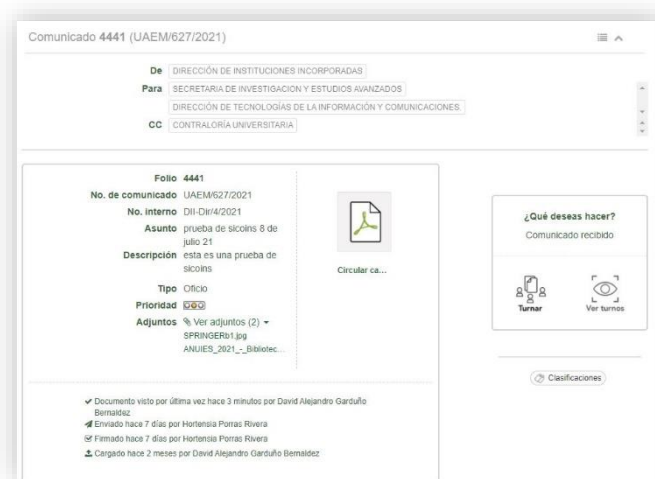 Comunicado 4441 (UAEM/627/2021)
De DIRECCIÓN DE INSTITUCIONES INCORPORADAS
Para SECRETARIA DE INVESTIGACION Y ESTUDIOS AVANZADOS
DIRECCIÓN DE TECNOLOGÍAS DE LA INFORMACIÓN Y COMUNICACIONES.
CC CONTRALORÍA UNIVERSITARIA
Folio 4441
No. de comunicado UAEM/627/2021
No. interno DII-Dir/4/2021
Asunto prueba de sicoins 8 de
julio 21
Descripción esta es una prueba de
sicoins
Tipo Oficio
Prioridad
Adjuntos Ver adjuntos (2)
SPRINGERb1.jpg
ANUIES_2021_-_Bibliotec...
Circular ca...
¿Qué deseas hacer?
Comunicado recibido
Turnar Ver turnos
Clasificaciones
Documento visto por última vez hace 3 minutos por David Alejandro Garduño
Bernaldez
Enviado hace 7 días por Hortensia Porras Rivera
Firmado hace 7 días por Hortensia Porras Rivera
Cargado hace 2 meses por David Alejandro Garduño Bernaldez